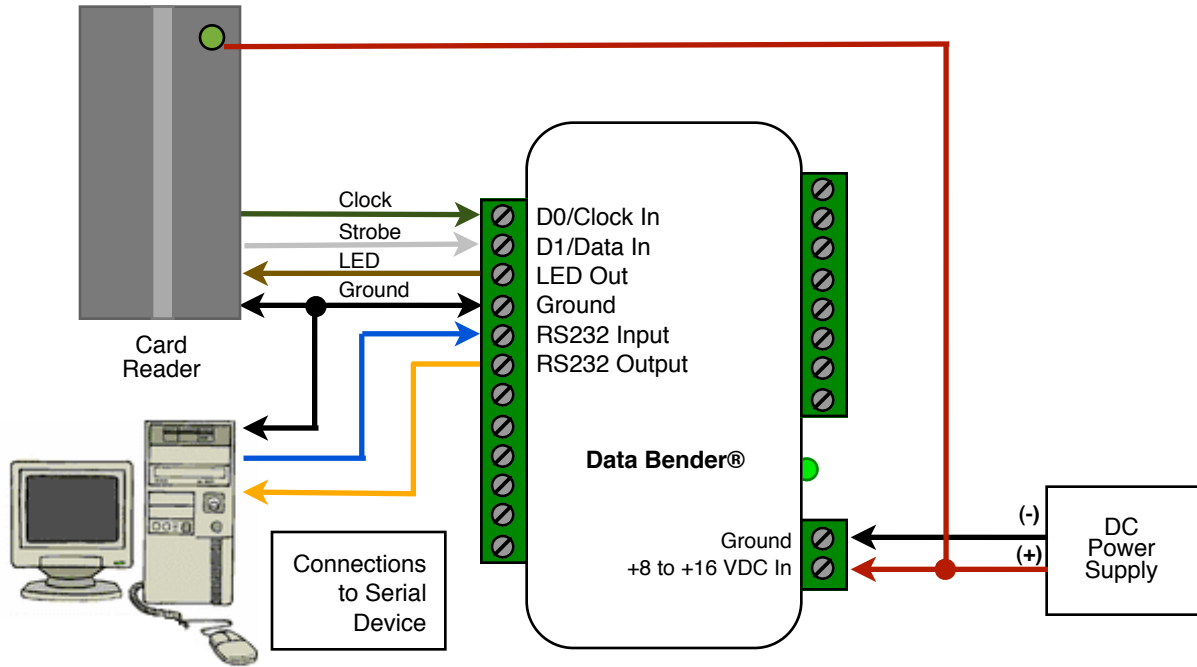 Clock
Strobe
LED
Ground
Card
Reader
D0/Clock In
D1/Data In
LED Out
Ground
RS232 Input
RS232 Output
Data Bender®
Ground
+8 to +16 VDC In
(-)
(+)
DC
Power
Supply
Connections
to Serial
Device